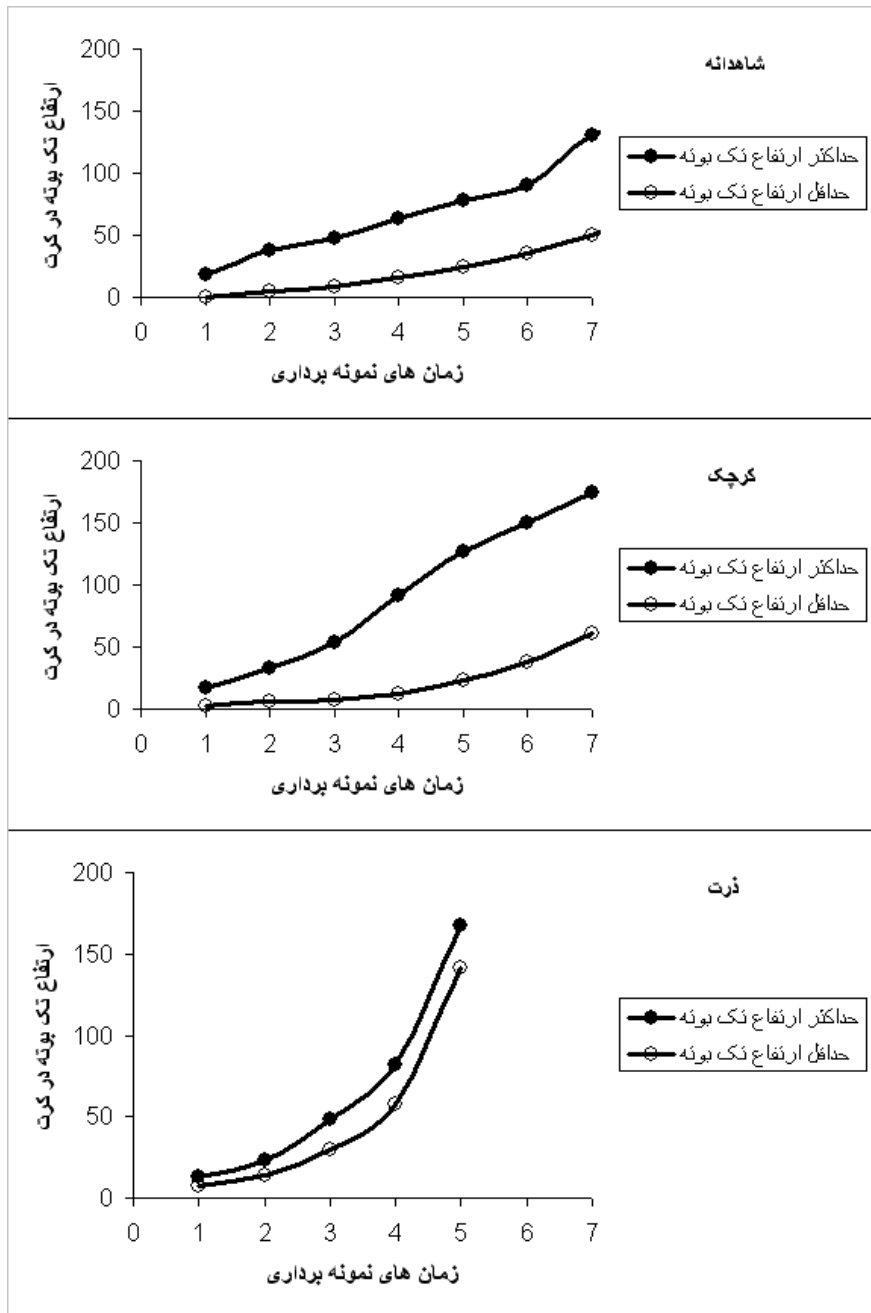 شاهدانه
200
150
100
50
0
ارتفاع تک بوته در کرت
حداکثر ارتفاع تک بوته
حداقل ارتفاع تک بوته
0 1 2 3 4 5 6 7
زمان های نمونه برداری
کرچک
200
150
100
50
0
ارتفاع تک بوته در کرت
حداکثر ارتفاع تک بوته
حداقل ارتفاع تک بوته
0 1 2 3 4 5 6 7
زمان های نمونه برداری
ذرت
200
150
100
50
0
ارتفاع تک بوته در کرت
حداکثر ارتفاع تک بوته
حداقل ارتفاع تک بوته
0 1 2 3 4 5 6 7
زمان های نمونه برداری